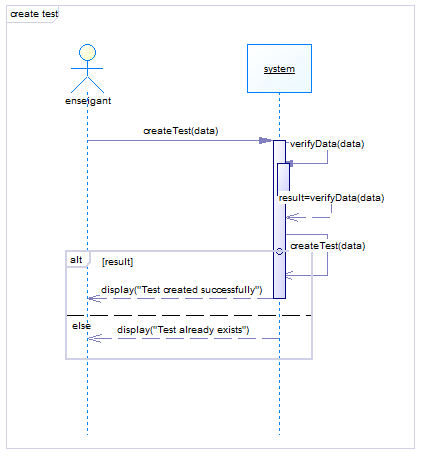 create test
system
enseigant
createTest(data)
verifyData(data)
result=verifyData(data)
createTest(data)
alt
[result]
display("Test created successfully")
else
display("Test already exists")